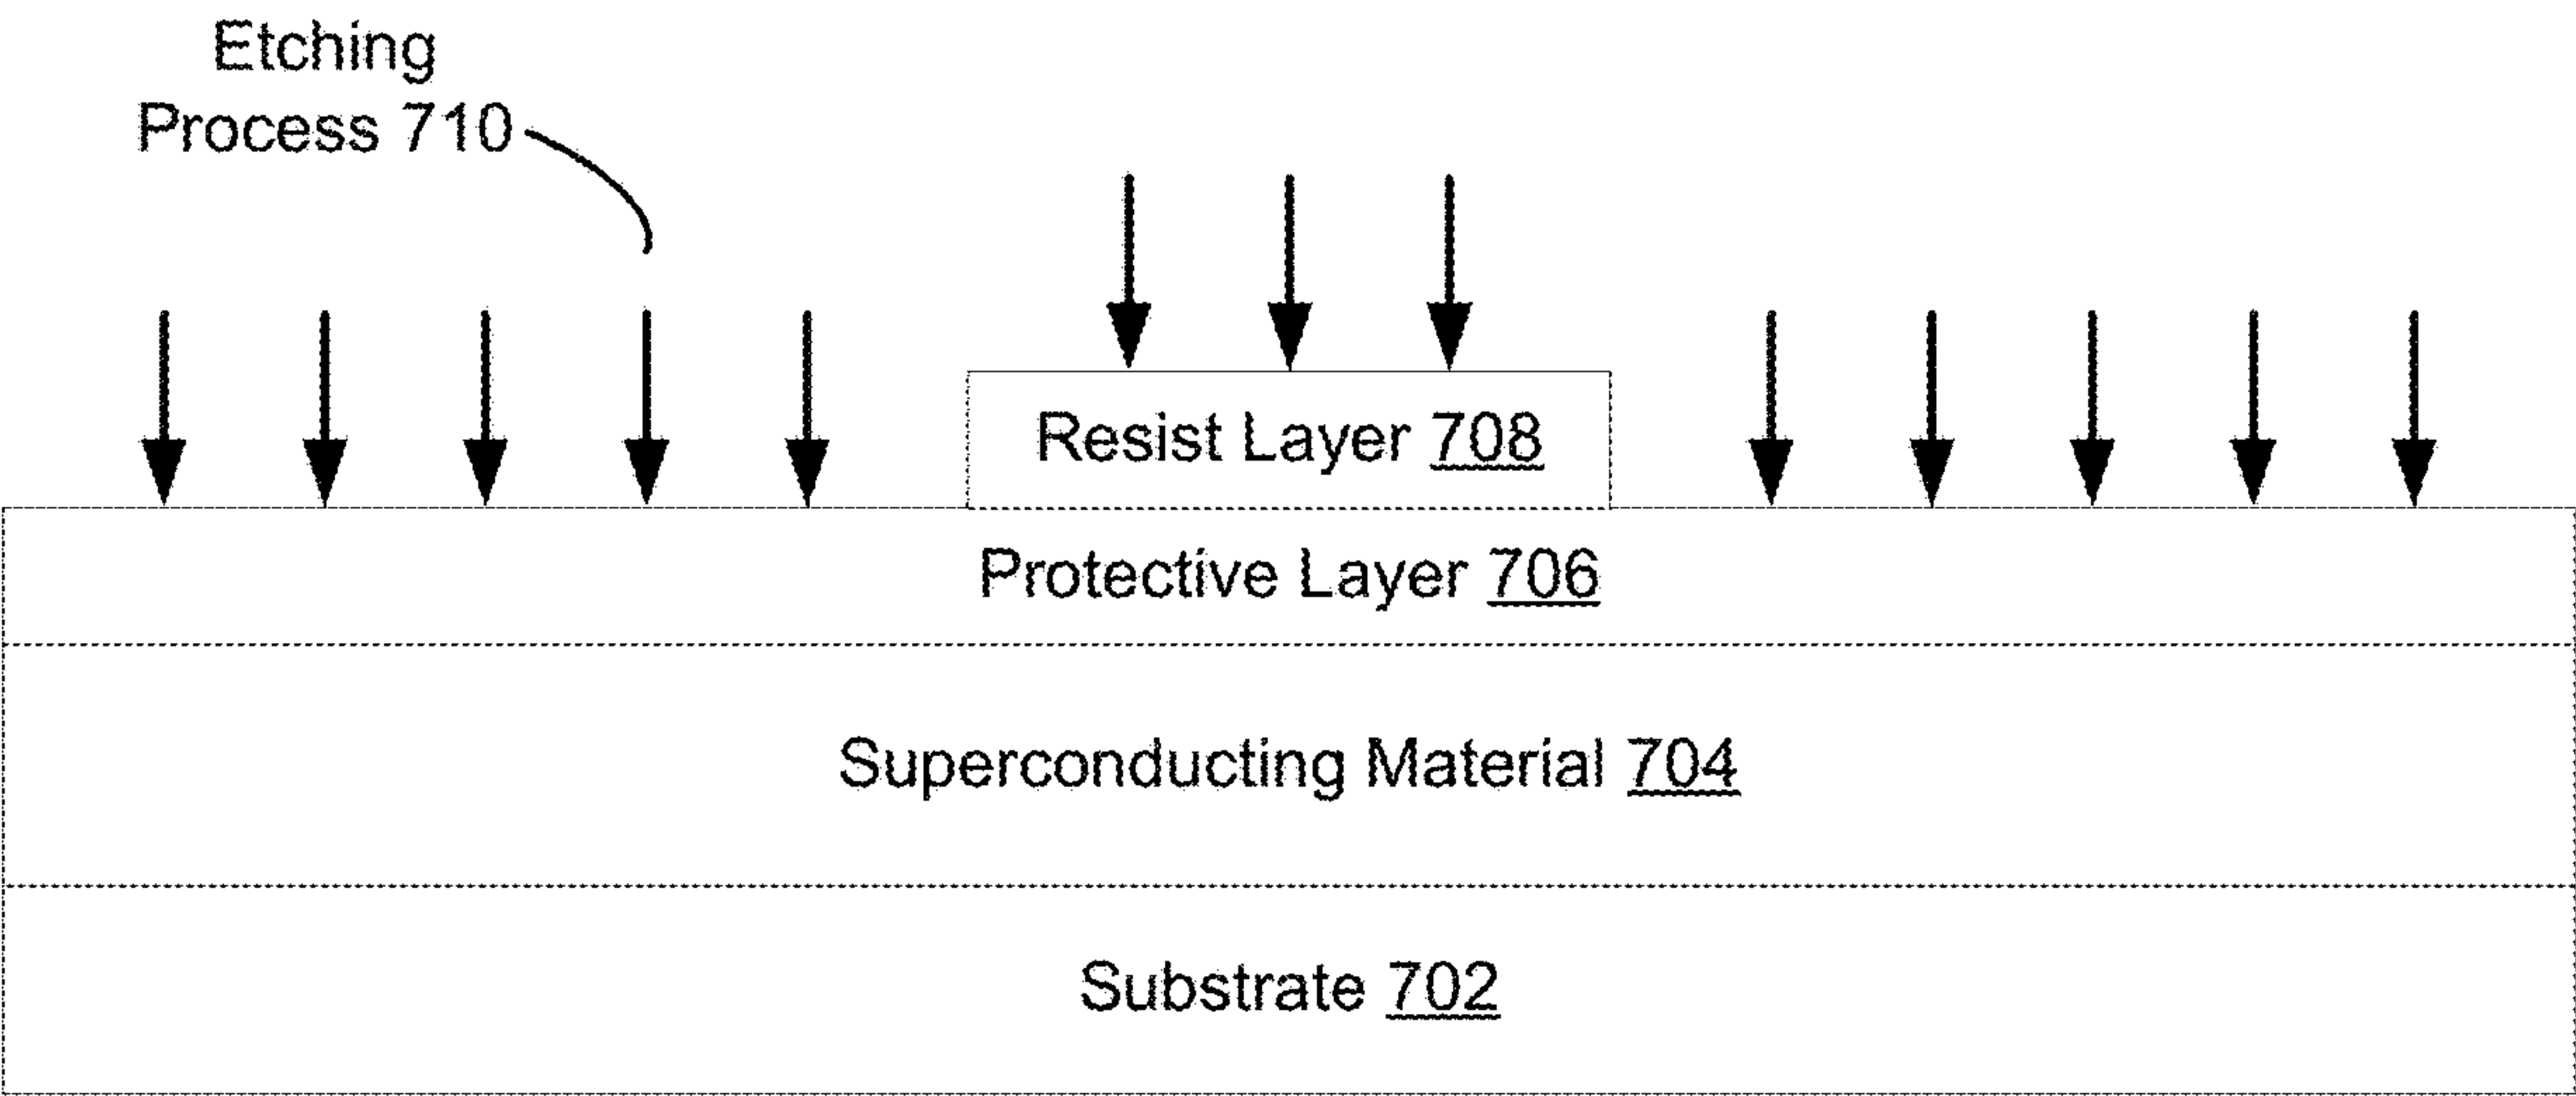 Etching
Process 710
Resist Layer 708
Protective Layer 706
Superconducting Material 704
Substrate 702